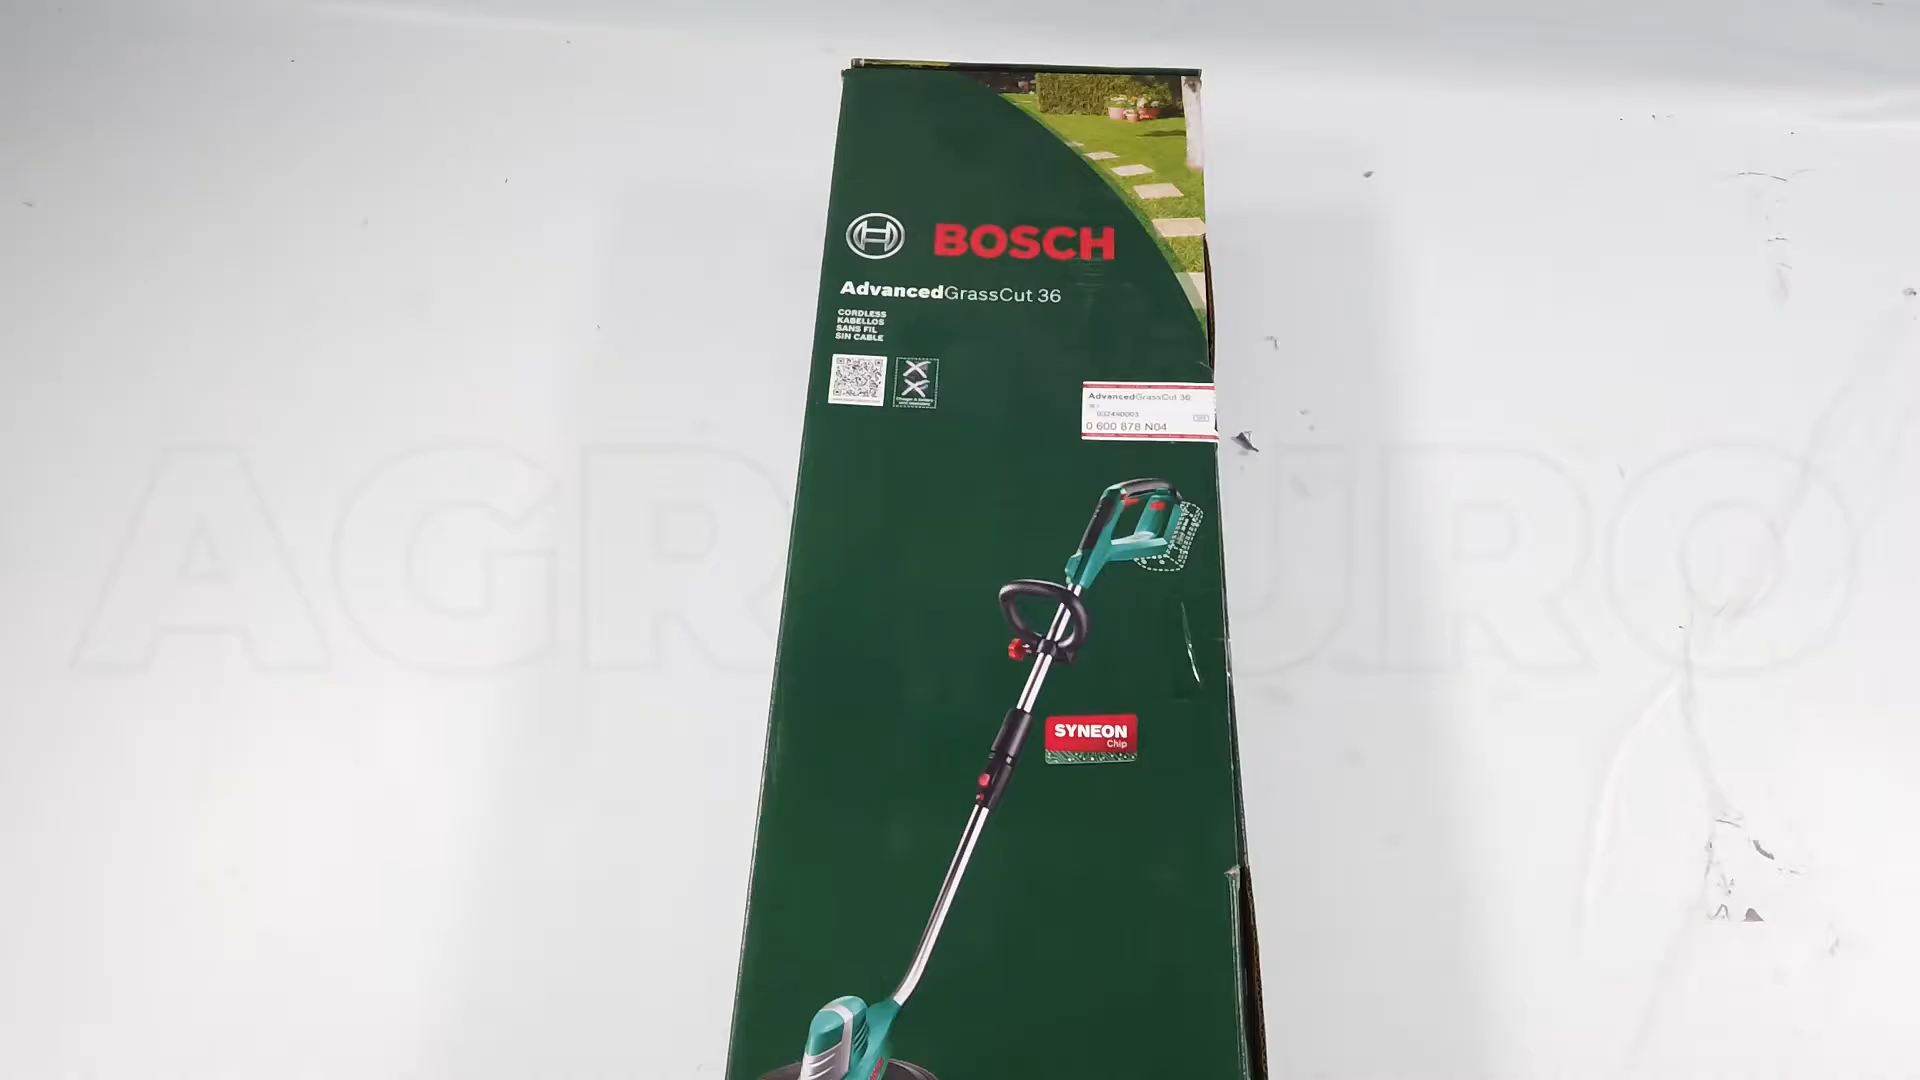 BOSCH
AdvancedGrassCut 36
CORDLESS
KABELLOS
SANS FIL
SIN CABLE
AdvancedGrassCut 36
0 600 878 N04
SYNEON
Chip
AGRIEURO